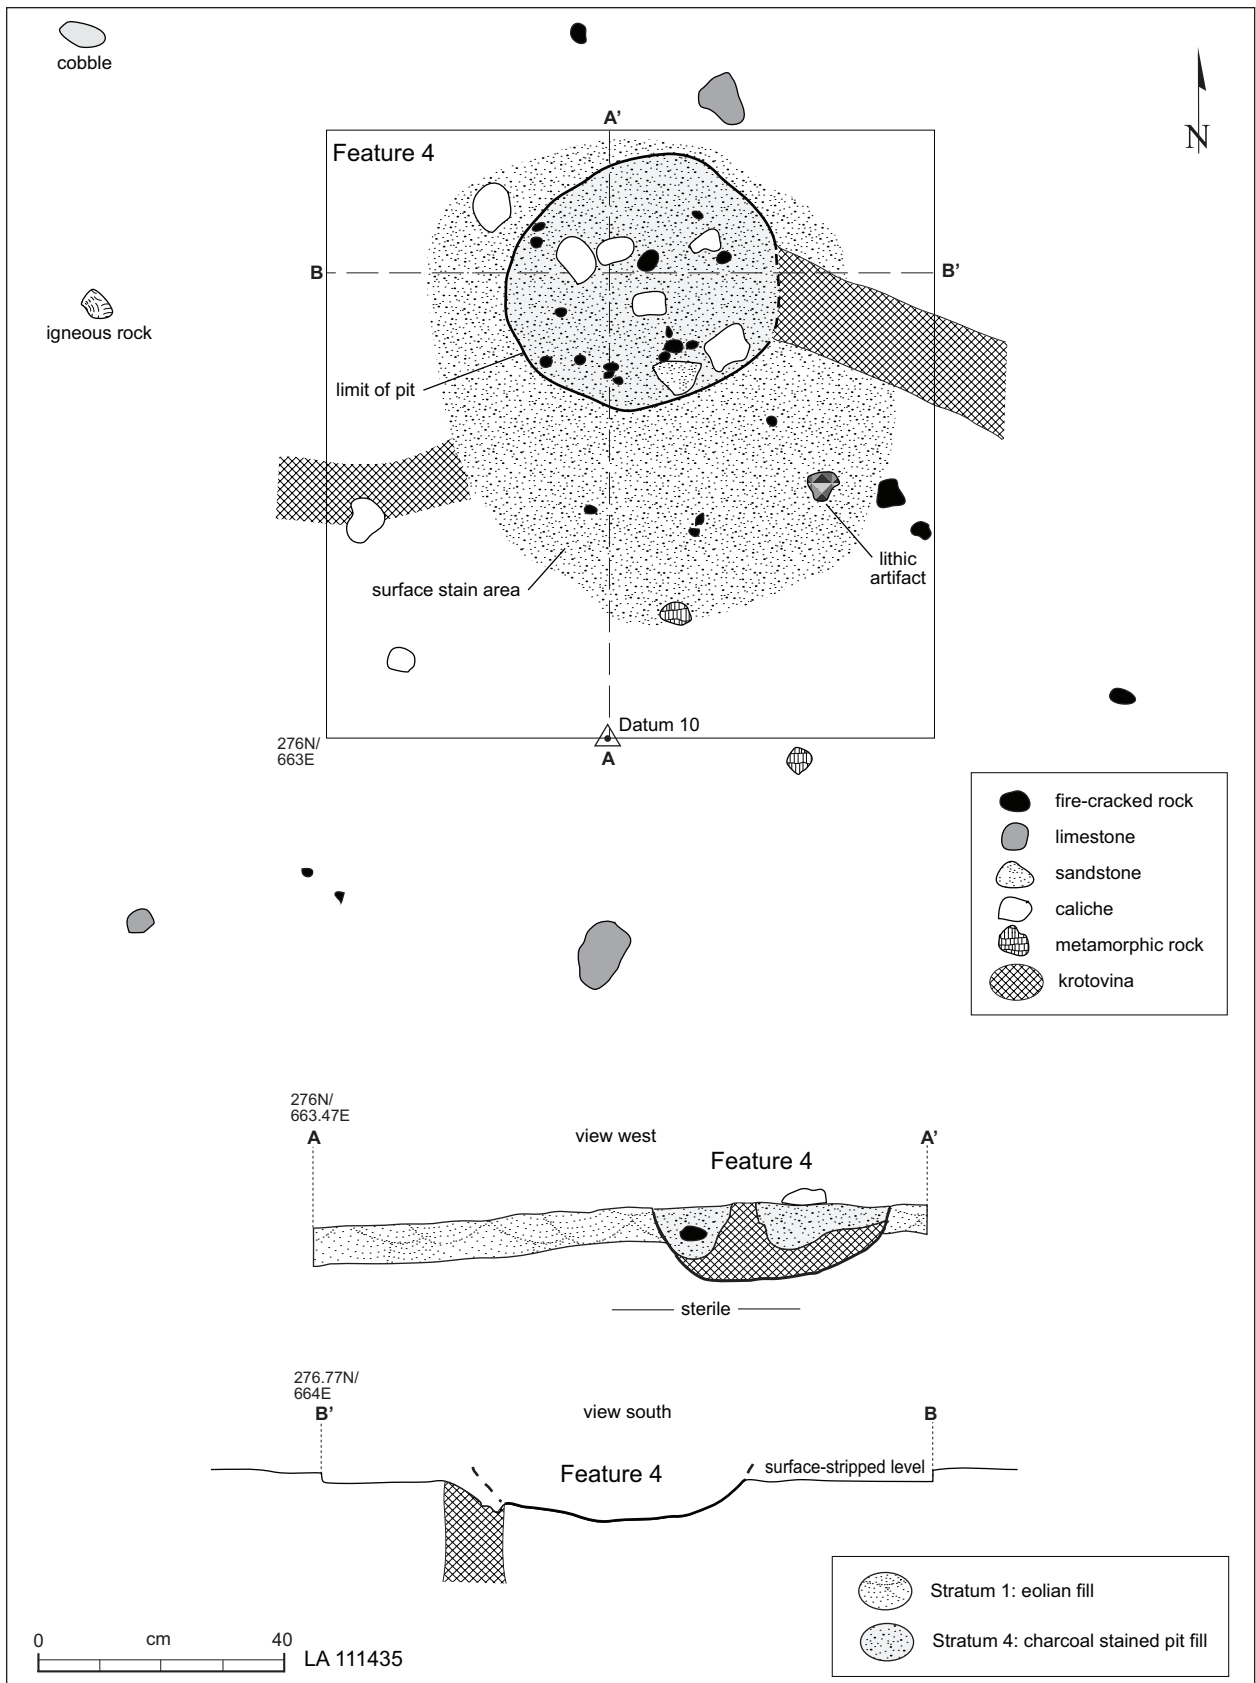 cobble
A’
N
Feature 4
B
B’
igneous rock
limit of pit
lithic
artifact
surface stain area
Datum 10
276N/
663E
A
fire-cracked rock
limestone
sandstone
caliche
metamorphic rock
krotovina
276N/
663.47E
A
view west
A’
Feature 4
sterile
276.77N/
664E
B’
view south
B
Feature 4
surface-stripped level
Stratum 1: eolian fill
Stratum 4: charcoal stained pit fill
0 cm 40
LA 111435